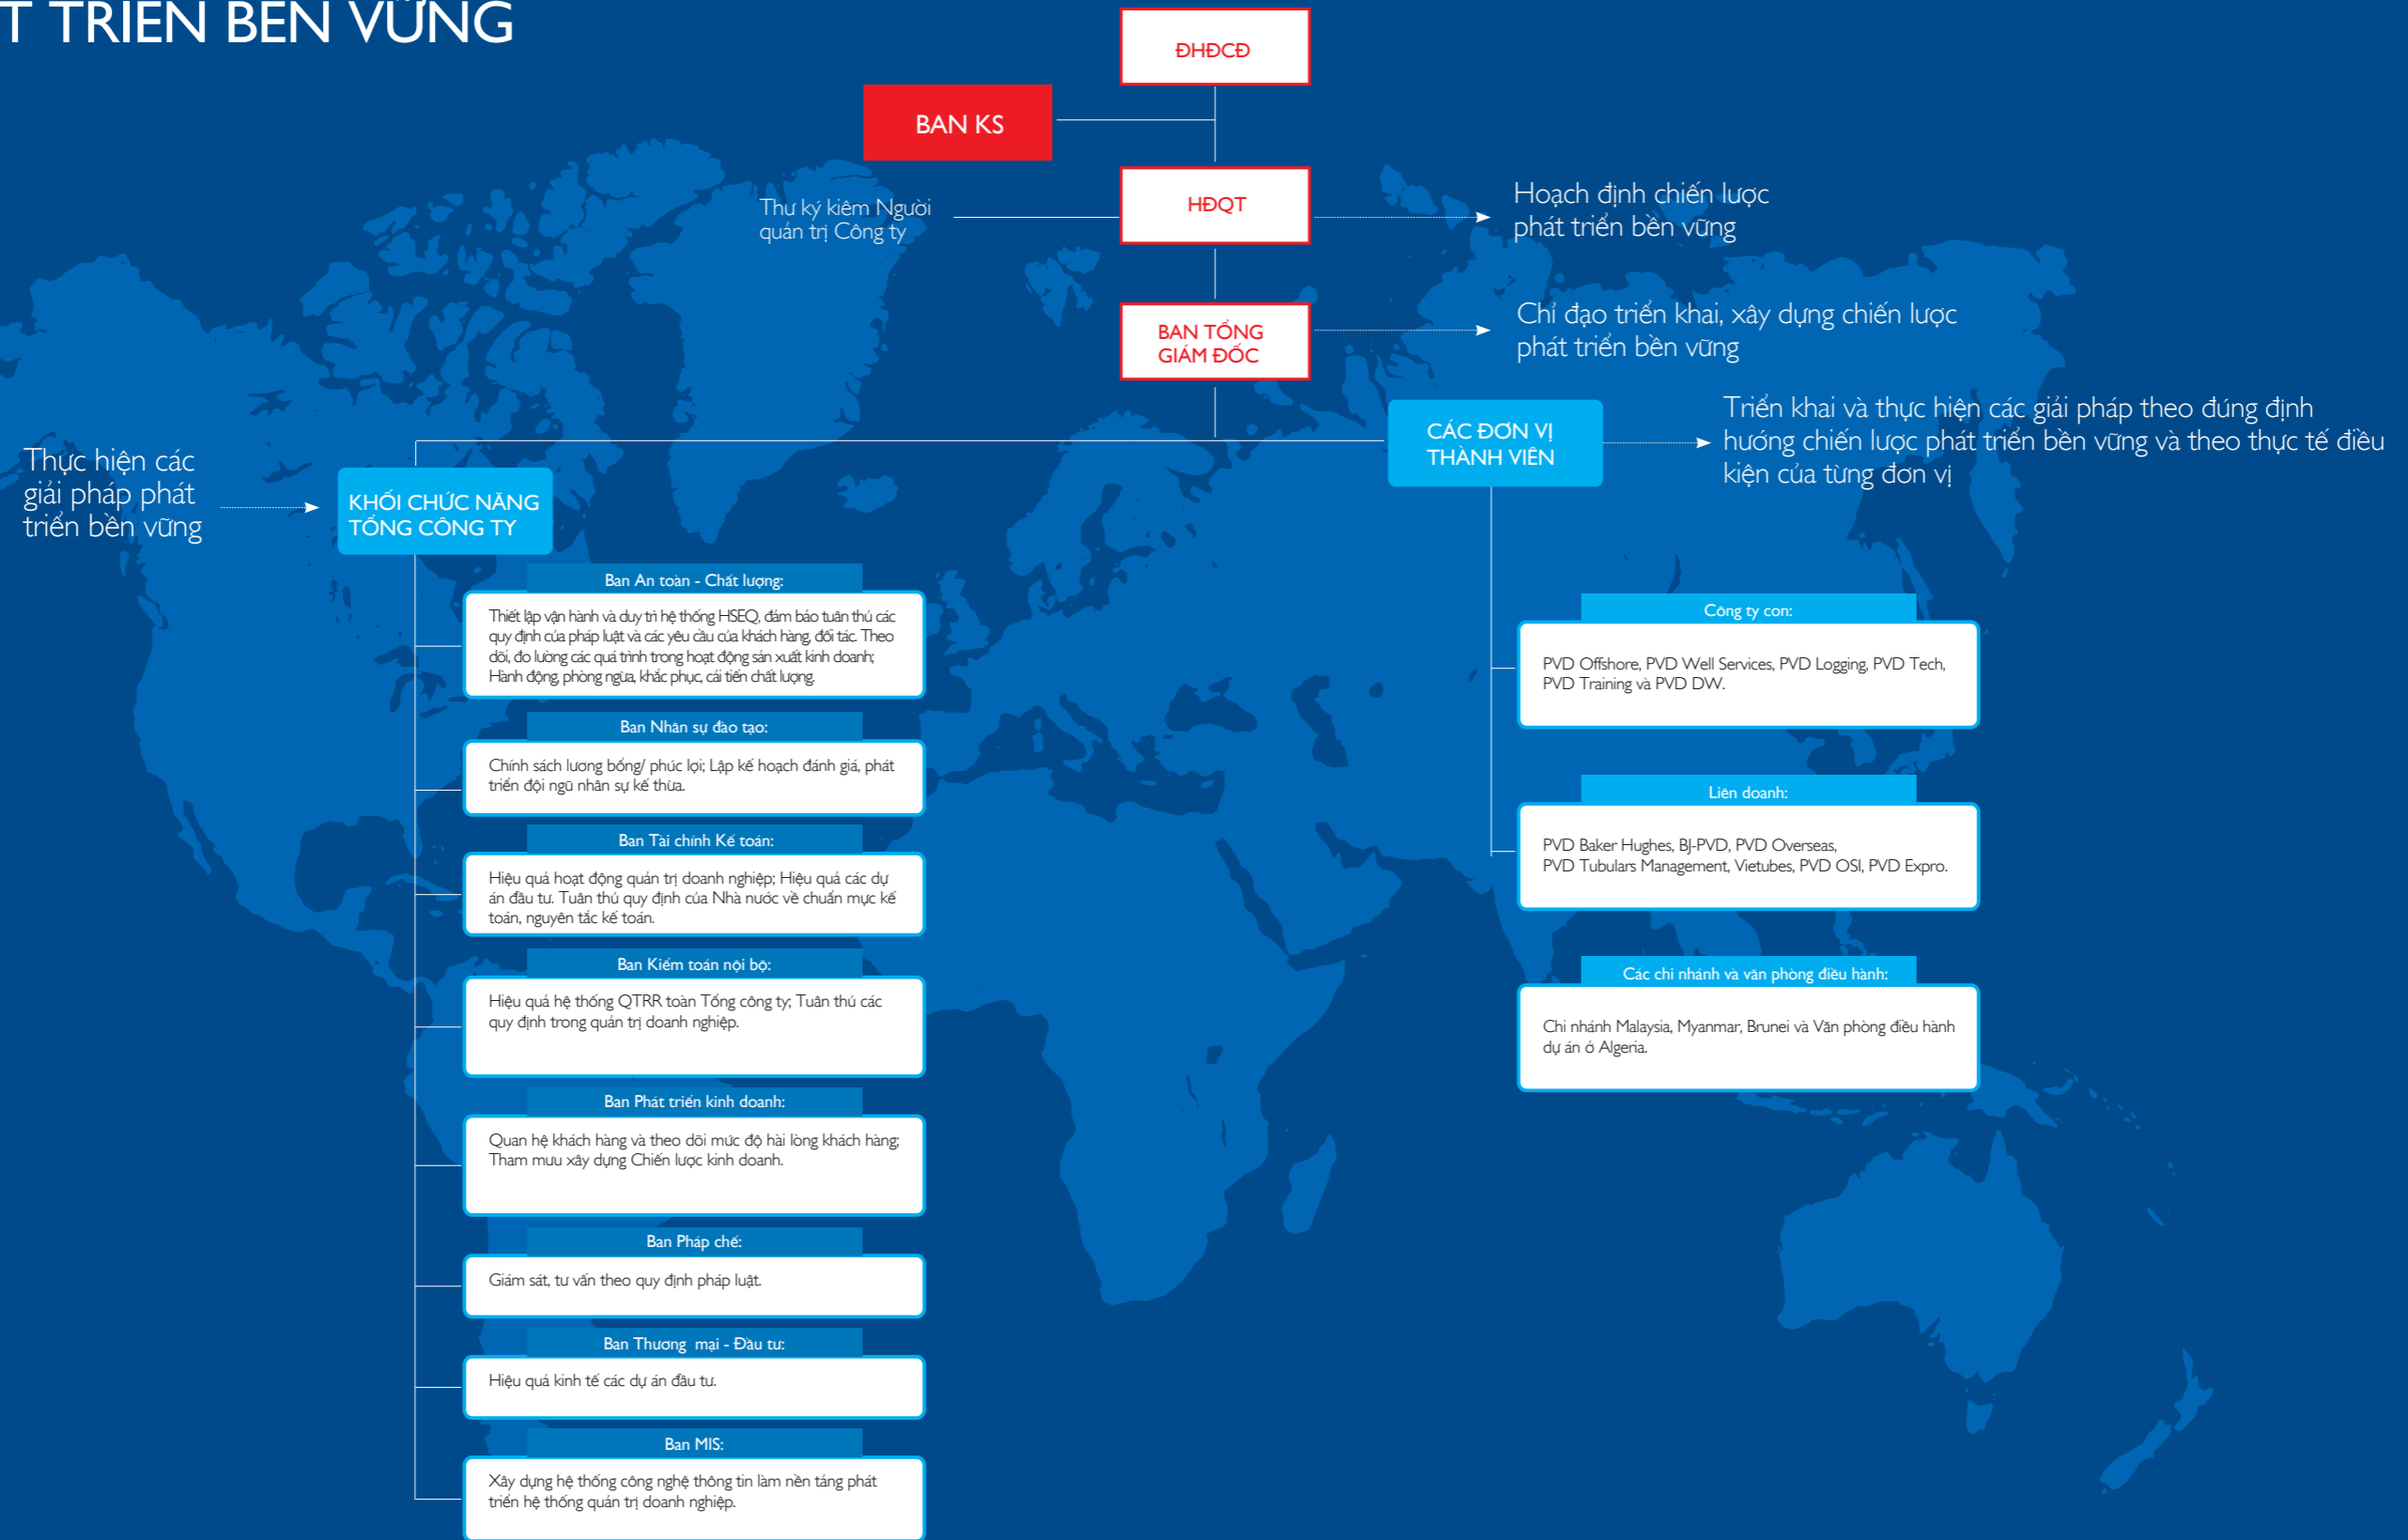 T TRIỂN BỀN VỮNG
ĐHĐCĐ
BAN KS
HĐQT
Thư ký kiêm Người
quản trị Công ty
Hoạch định chiến lược
phát triển bền vững
BAN TỔNG
GIÁM ĐỐC
Chỉ đạo triển khai, xây dựng chiến lược
phát triển bền vững
CÁC ĐƠN VỊ
THÀNH VIÊN
Triển khai và thực hiện các giải pháp theo đúng định
hướng chiến lược phát triển bền vững và theo thực tế điều
kiện của từng đơn vị
Thực hiện các
giải pháp phát
triển bền vững
KHỐI CHỨC NĂNG
TỔNG CÔNG TY
Ban An toàn - Chất lượng:
Thiết lập vận hành và duy trì hệ thống HSEQ, đảm bảo tuân thủ các
quy định của pháp luật và các yêu cầu của khách hàng, đối tác. Theo
dõi, đo lường các quá trình trong hoạt động sản xuất kinh doanh;
Hành động, phòng ngừa, khắc phục, cải tiến chất lượng.
Ban Nhân sự đào tạo:
Chính sách lương bổng/ phúc lợi; Lập kế hoạch đánh giá, phát
triển đội ngũ nhân sự kế thừa.
Ban Tài chính Kế toán:
Hiệu quả hoạt động quản trị doanh nghiệp; Hiệu quả các dự
án đầu tư. Tuân thủ quy định của Nhà nước về chuẩn mực kế
toán, nguyên tắc kế toán.
Ban Kiểm toán nội bộ:
Hiệu quả hệ thống QTRR toàn Tổng công ty; Tuân thủ các
quy định trong quản trị doanh nghiệp.
Ban Phát triển kinh doanh:
Quan hệ khách hàng và theo dõi mức độ hài lòng khách hàng;
Tham mưu xây dựng Chiến lược kinh doanh.
Ban Pháp chế:
Giám sát, tư vấn theo quy định pháp luật.
Ban Thương mại - Đầu tư:
Hiệu quả kinh tế các dự án đầu tư.
Ban MIS:
Xây dựng hệ thống công nghệ thông tin làm nền tảng phát
triển hệ thống quản trị doanh nghiệp.
Công ty con:
PVD Offshore, PVD Well Services, PVD Logging, PVD Tech,
PVD Training và PVD DW.
Liên doanh:
PVD Baker Hughes, BJ-PVD, PVD Overseas,
PVD Tubulars Management, Vietubes, PVD OSI, PVD Expro.
Các chi nhánh và văn phòng điều hành:
Chi nhánh Malaysia, Myanmar, Brunei và Văn phòng điều hành
dự án ở Algeria.